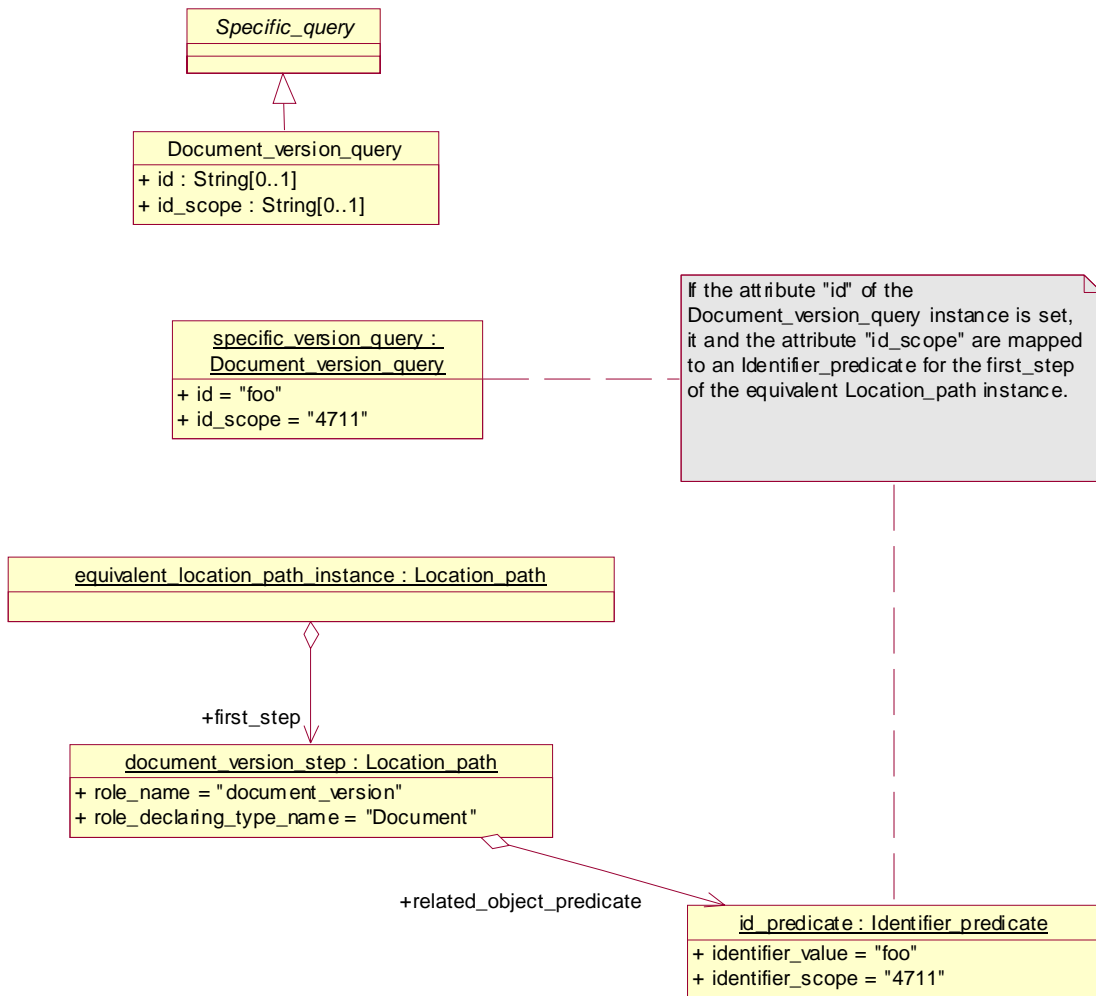 Specific_query
Document_version_query
+ id : String[0..1]
+ id_scope : String[0..1]
If the attribute "id" of the
Document_version_query instance is set,
it and the attribute "id_scope" are mapped
to an Identifier_predicate for the first_step
of the equivalent Location_path instance.
specific_version_query :
Document_version_query
+ id = "foo"
+ id_scope = "4711"
equivalent_location_path_instance : Location_path
+first_step
document_version_step : Location_path
+ role_name = "document_version"
+ role_declaring_type_name = "Document"
+related_object_predicate
id_predicate : Identifier_predicate
+ identifier_value = "foo"
+ identifier_scope = "4711"